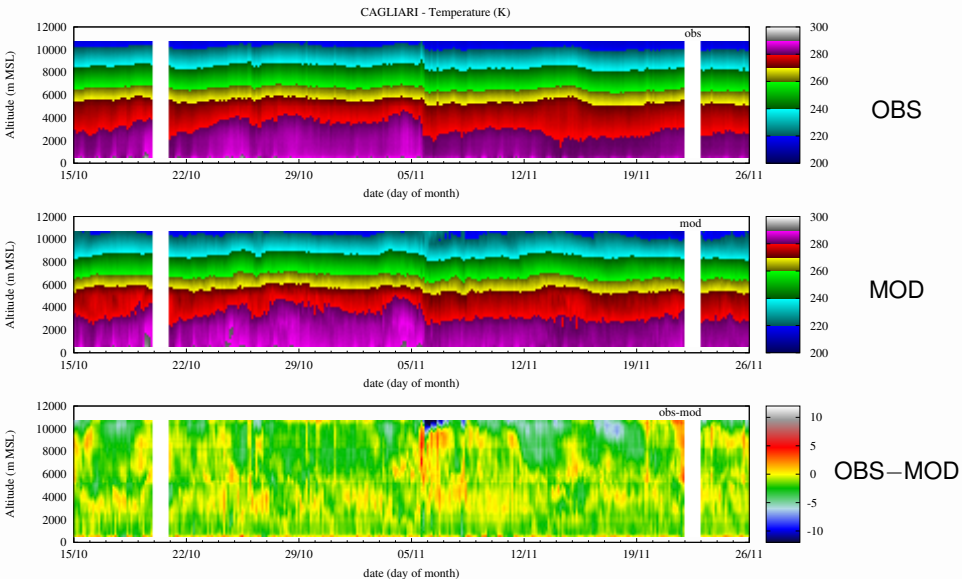 CAGLIARI - Temperature (K)
Altitude (m MSL)
12000
10000
8000
6000
4000
2000
0
obs
15/10 22/10 29/10 05/11 12/11 19/11 26/11
date (day of month)
300
280
260
240
220
200
OBS
Altitude (m MSL)
12000
10000
8000
6000
4000
2000
0
mod
15/10 22/10 29/10 05/11 12/11 19/11 26/11
date (day of month)
300
280
260
240
220
200
MOD
Altitude (m MSL)
12000
10000
8000
6000
4000
2000
0
obs-mod
15/10 22/10 29/10 05/11 12/11 19/11 26/11
date (day of month)
10
5
0
-5
-10
OBS−MOD